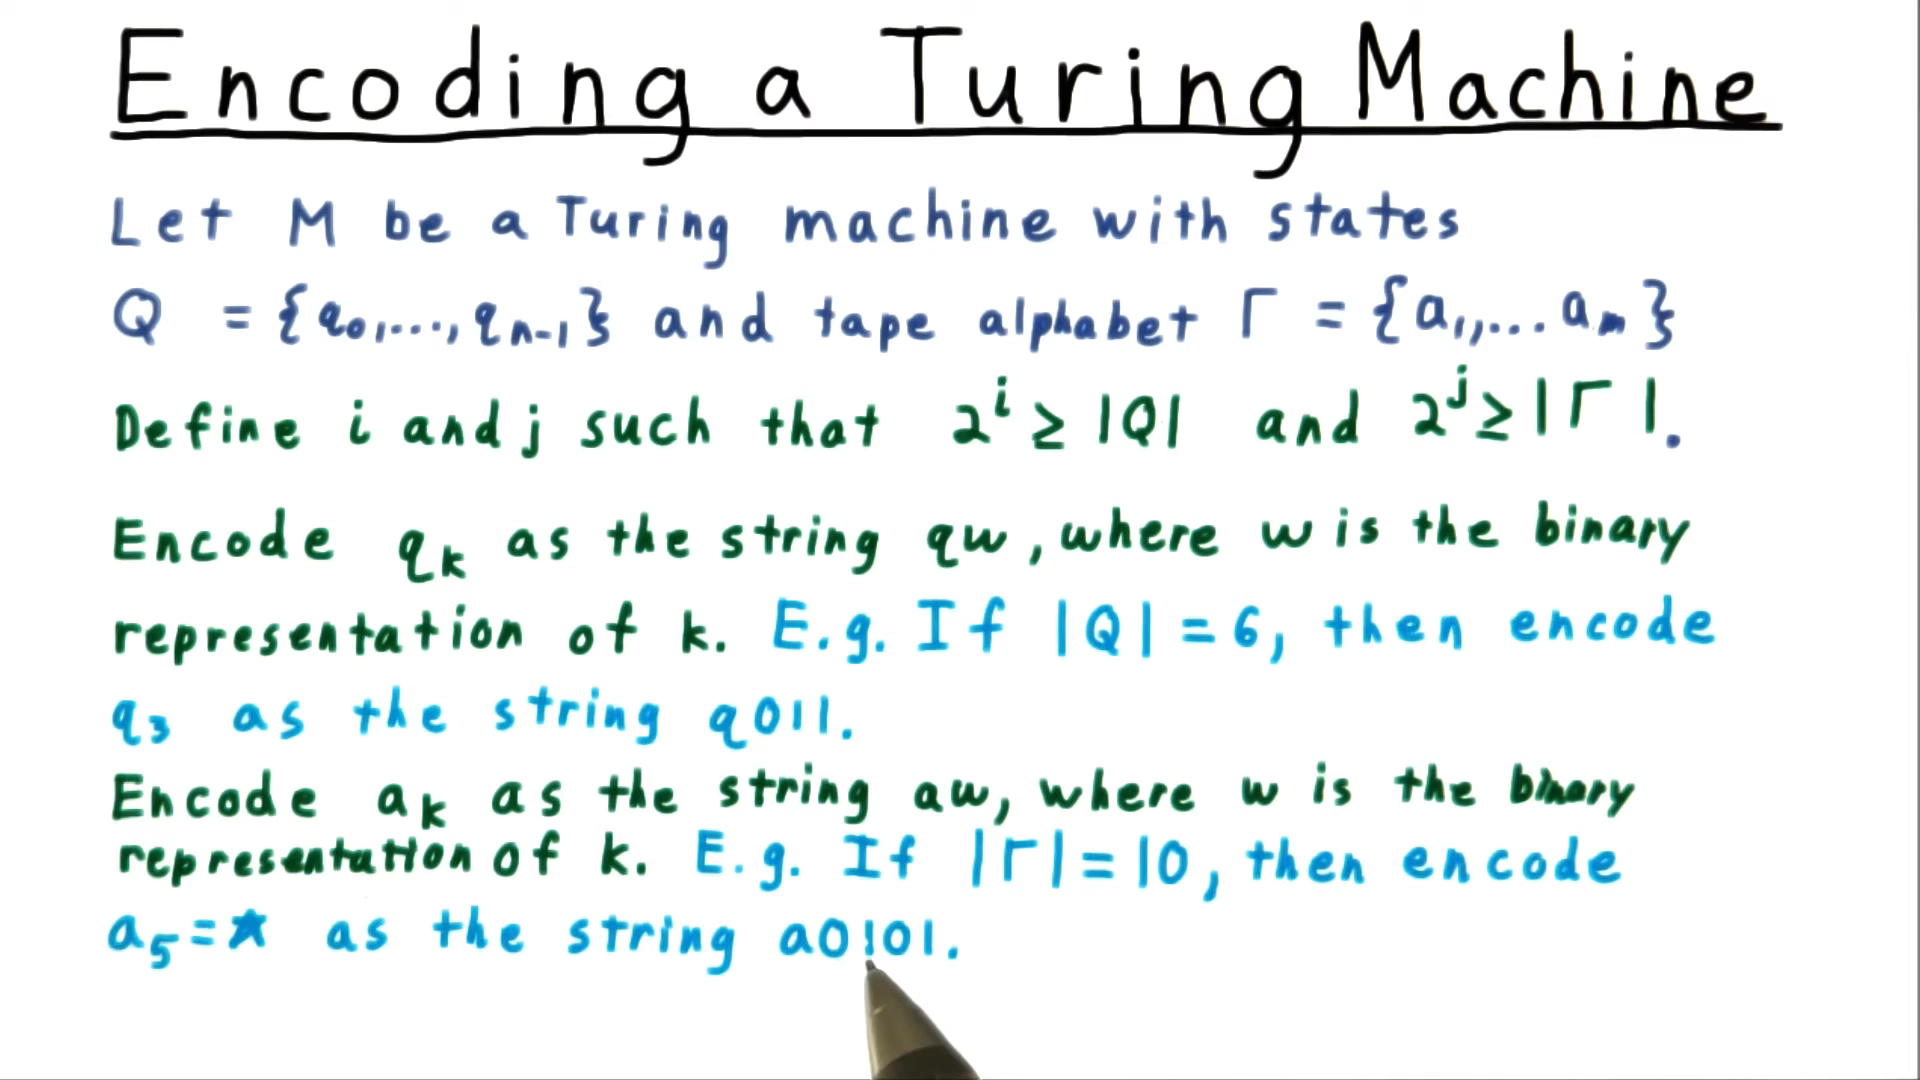 Encoding a Turing Machine
Let M be a Turing machine with states
Q = {q₀,...,qₙ₋₁} and tape alphabet Γ = {a₁,...aₘ}
Define i and j such that 2ⁱ ≥ |Q| and 2ʲ ≥ |Γ|.
Encode qₖ as the string qw, where w is the binary
representation of k. E.g. If |Q| = 6, then encode
q₃ as the string q011.
Encode aₖ as the string aw, where w is the binary
representation of k. E.g. If |Γ| = 10, then encode
a₅ = ★ as the string a0101.